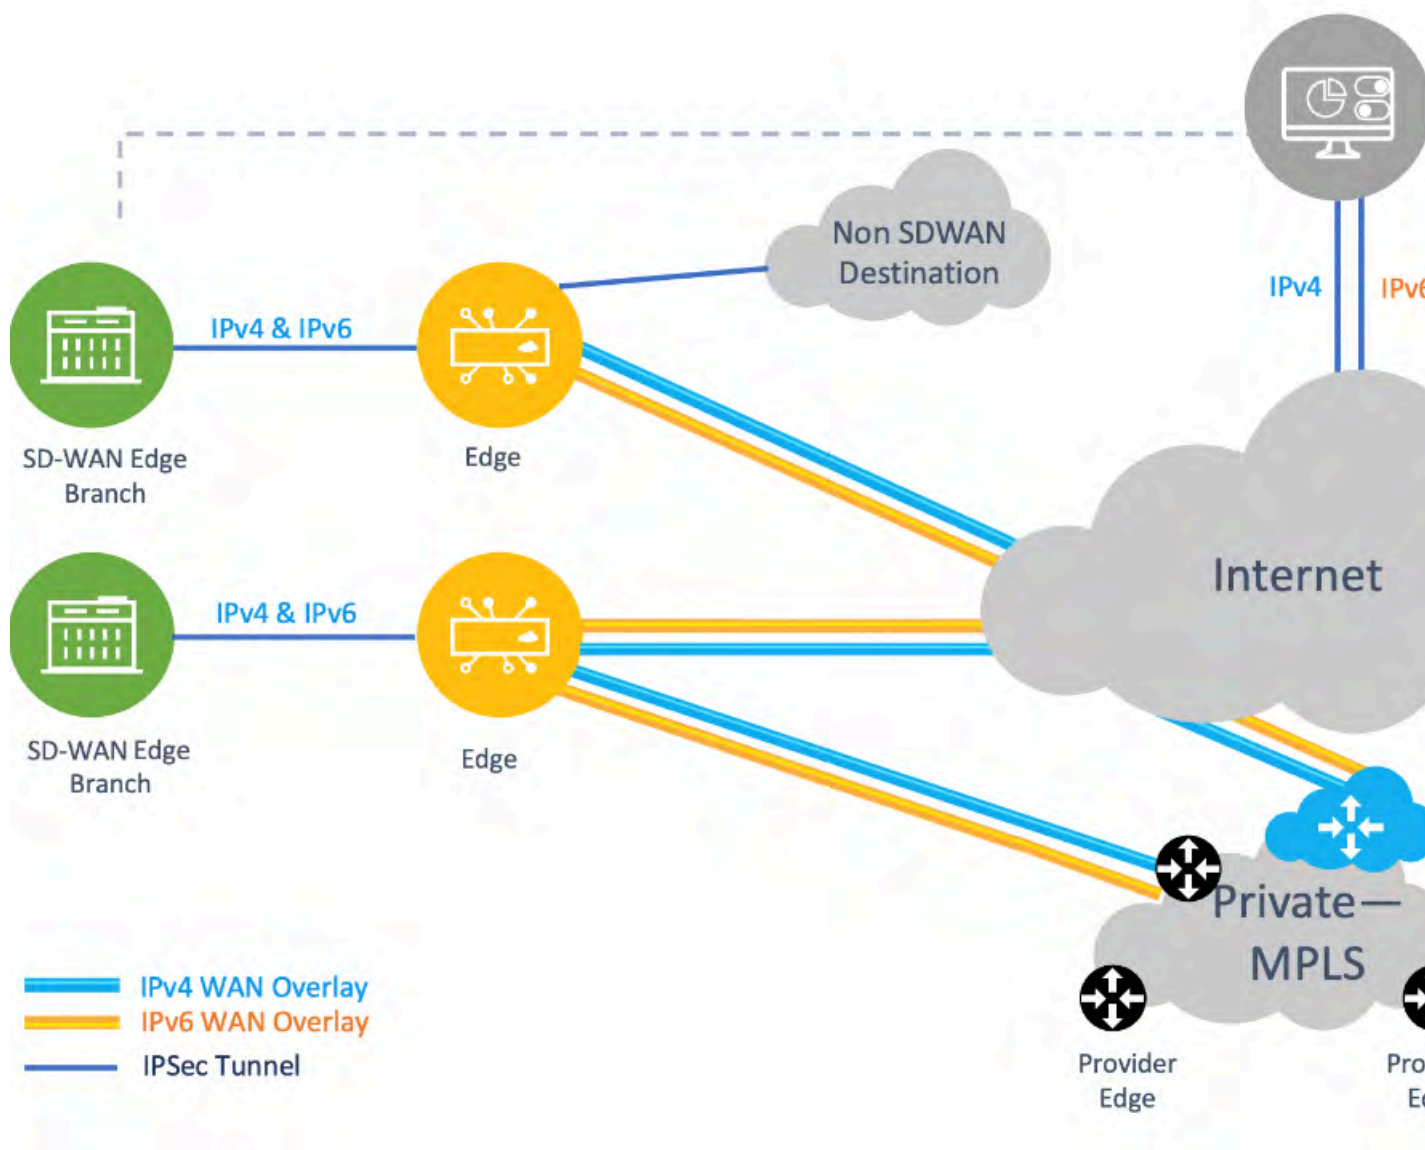 Non SDWAN
Destination
IPv4
IPv6
IPv4 & IPv6
SD-WAN Edge
Branch
Edge
Internet
IPv4 & IPv6
SD-WAN Edge
Branch
Edge
Private—
MPLS
IPv4 WAN Overlay
IPv6 WAN Overlay
IPSec Tunnel
Provider
Edge